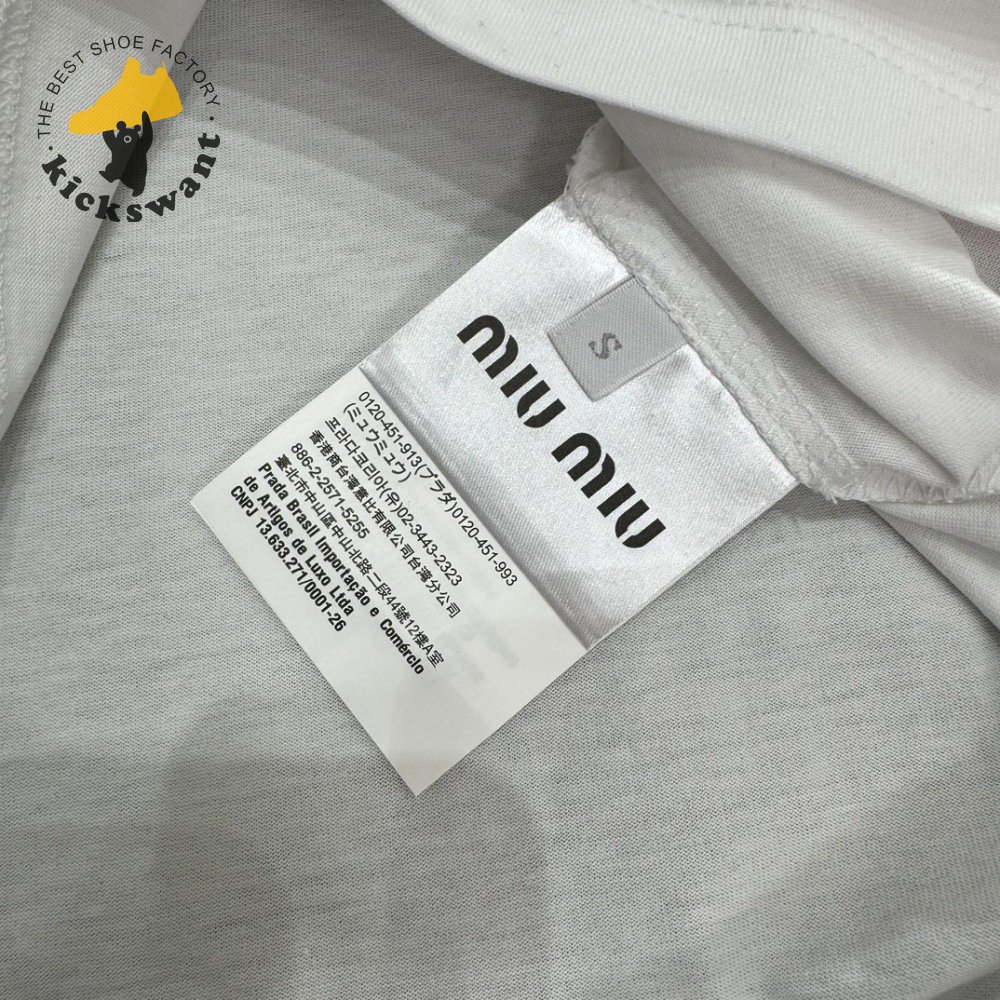 THE BEST SHOE FACTORY
kickswant
miu miu
S
0120-451-913(プラダ)0120-451-993
(ミュウミュウ)
프라다코리아(유)02-3443-2323
香港商台灣惠比有限公司台灣分公司
886-2-2571-5255
臺北市中山區中山北路二段44號12樓A室
Prada Brasil Importação e Comércio
de Artigos de Luxo Ltda
CNPJ 13.633.271/0001-26